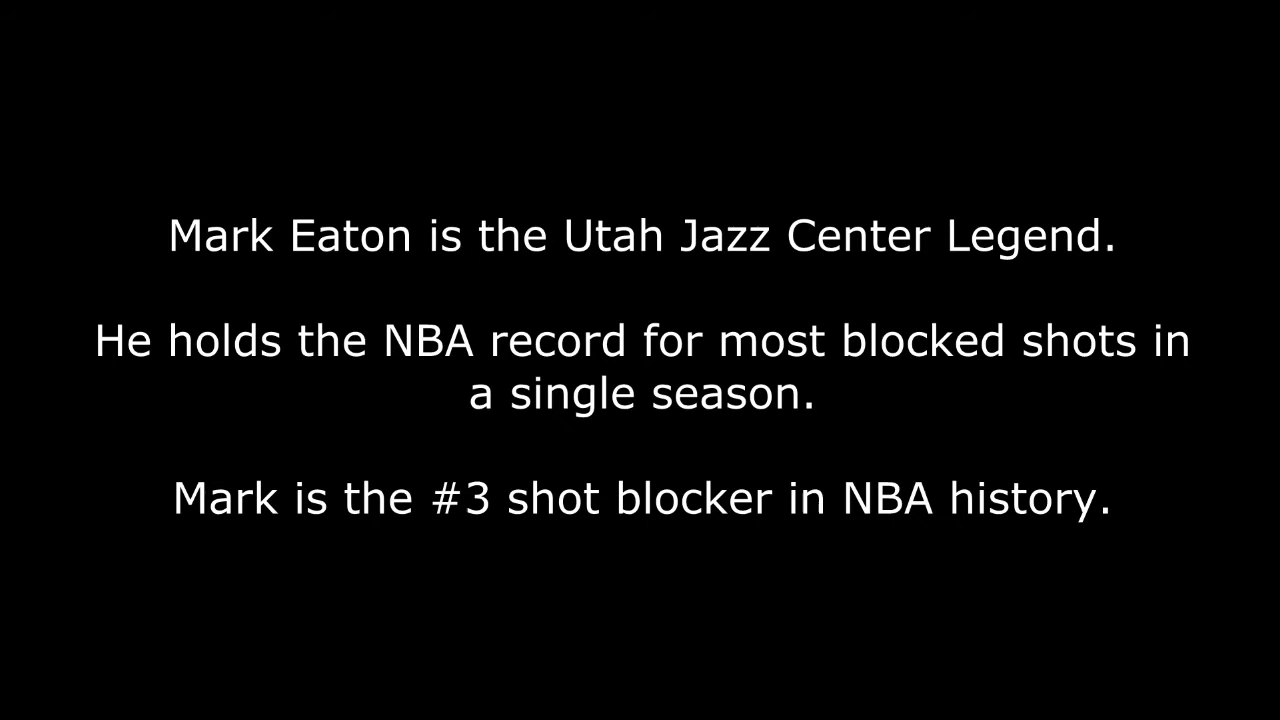 Mark Eaton is the Utah Jazz Center Legend.
He holds the NBA record for most blocked shots in
a single season.
Mark is the #3 shot blocker in NBA history.